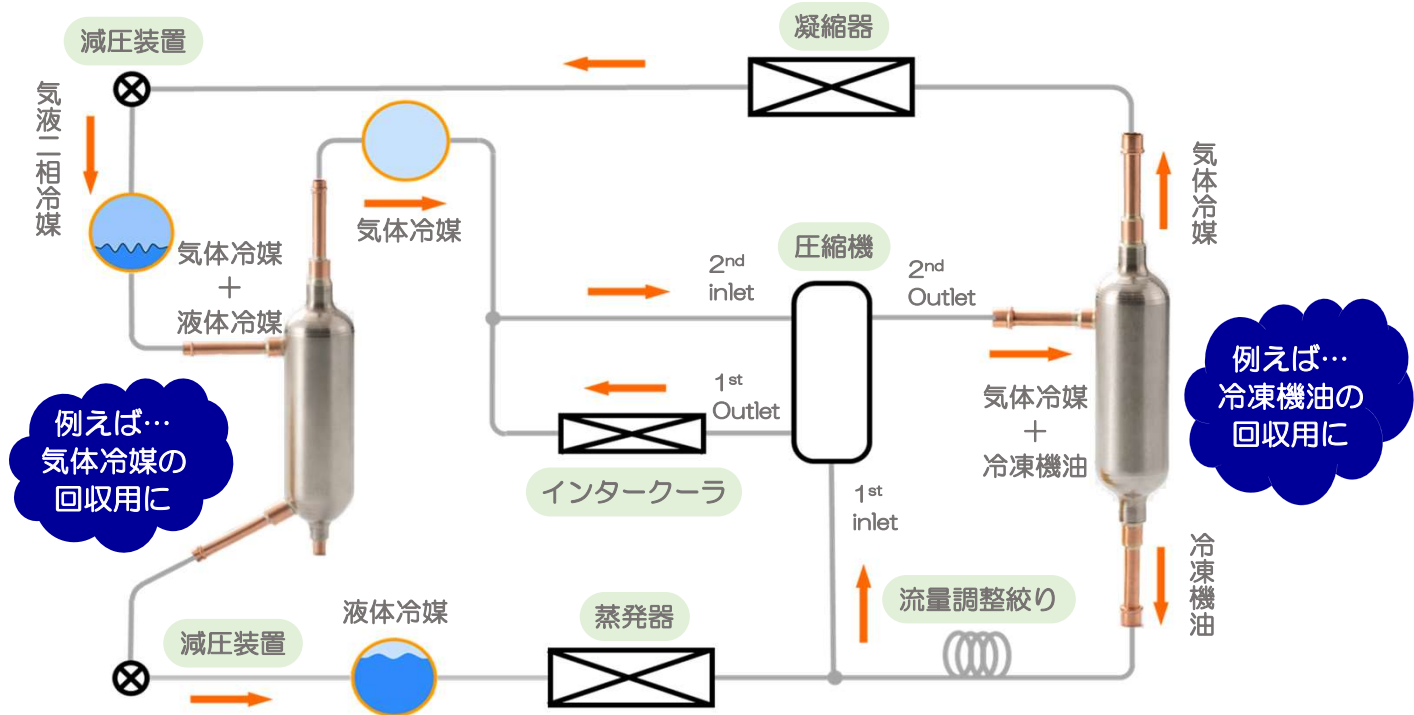 減圧装置
凝縮器
気液二相冷媒
気体冷媒
気体冷媒
+
液体冷媒
気体冷媒
2nd
inlet
圧縮機
2nd
Outlet
1st
Outlet
インタークーラ
1st
inlet
気体冷媒
+
冷凍機油
例えば…
冷凍機油の
回収用に
例えば…
気体冷媒の
回収用に
冷凍機油
流量調整絞り
減圧装置
液体冷媒
蒸発器